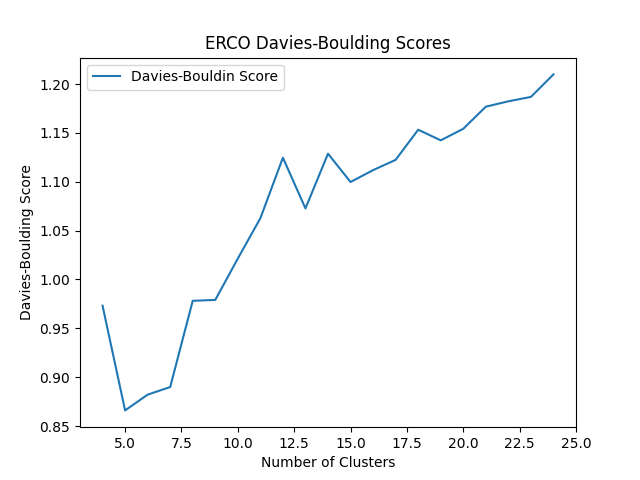 ERCO Davies-Boulding Scores
Davies-Bouldin Score
Davies-Boulding Score
1.20
1.15
1.10
1.05
1.00
0.95
0.90
0.85
5.0 7.5 10.0 12.5 15.0 17.5 20.0 22.5 25.0
Number of Clusters